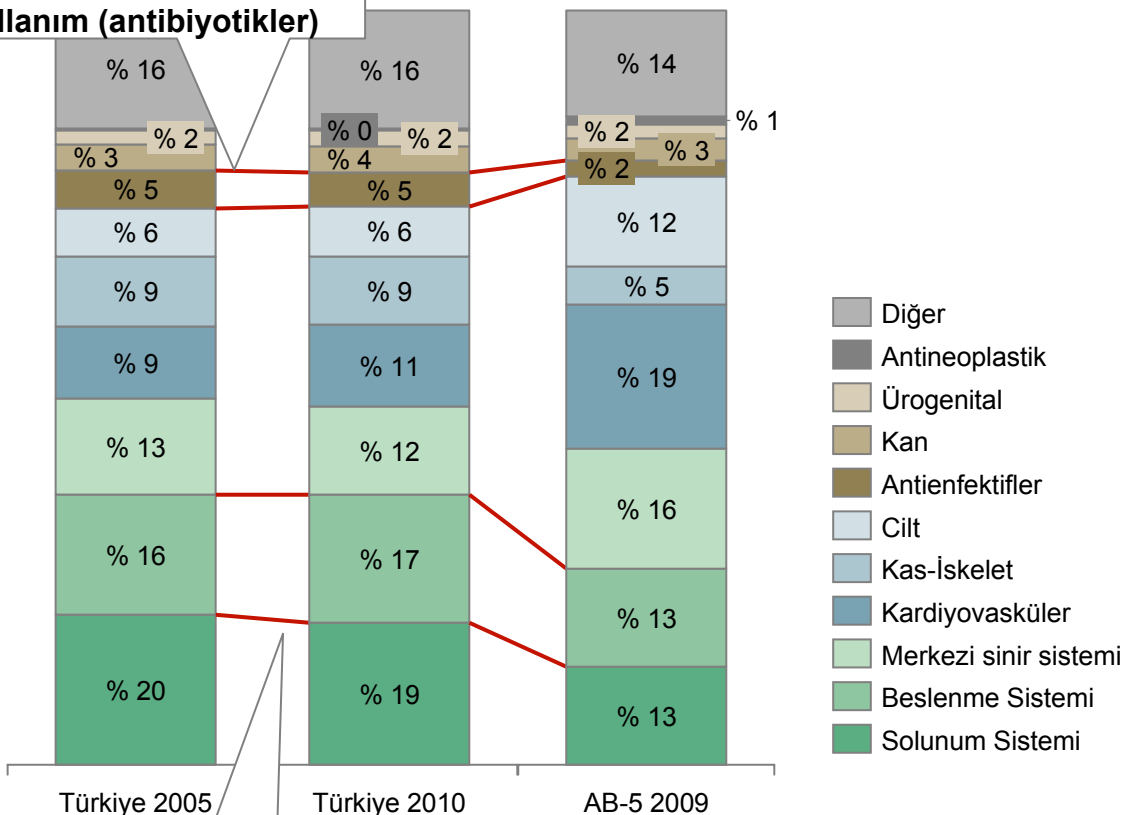 llanım (antibiyotikler)
% 16
% 2
% 3
% 5
% 6
% 9
% 9
% 13
% 16
% 20
Türkiye 2005
% 16
% 0
% 2
% 4
% 5
% 6
% 9
% 11
% 12
% 17
% 19
Türkiye 2010
% 14
% 1
% 2
% 3
% 2
% 12
% 5
% 19
% 16
% 13
% 13
AB-5 2009
Diğer
Antineoplastik
Ürogenital
Kan
Antienfektifler
Cilt
Kas-İskelet
Kardiyovasküler
Merkezi sinir sistemi
Beslenme Sistemi
Solunum Sistemi